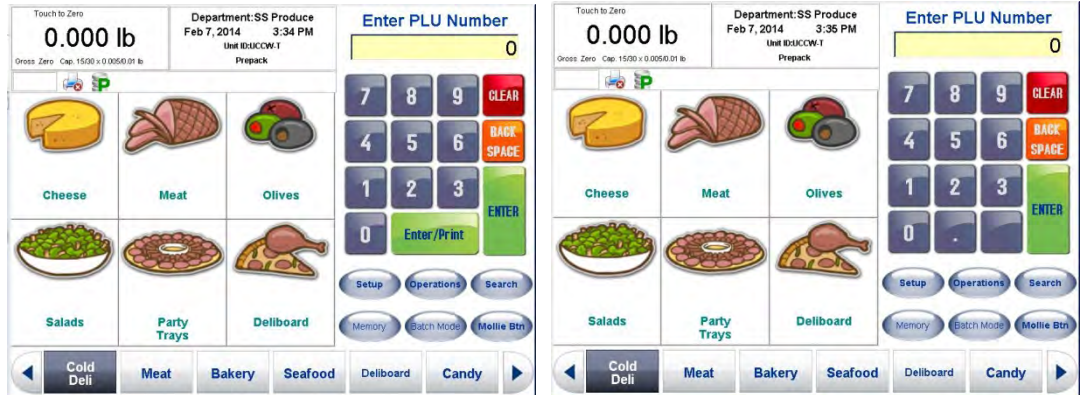 Touch to Zero
0.000 lb
Gross Zero Cap. 15/30 x 0.005/0.01 lb
Department:SS Produce
Feb 7, 2014 3:34 PM
Unit ID:UCCW-T
Prepack
Enter PLU Number
0
P
Cheese
Meat
Olives
Salads
Party
Trays
Deliboard
7 8 9 CLEAR
4 5 6 BACK
SPACE
1 2 3
ENTER
0 Enter/Print
Setup Operations Search
Memory Batch Mode Mollie Btn
Cold
Deli
Meat
Bakery
Seafood
Deliboard
Candy
Touch to Zero
0.000 lb
Gross Zero Cap. 15/30 x 0.005/0.01 lb
Department:SS Produce
Feb 7, 2014 3:35 PM
Unit ID:UCCW-T
Prepack
Enter PLU Number
0
P
Cheese
Meat
Olives
Salads
Party
Trays
Deliboard
7 8 9 CLEAR
4 5 6 BACK
SPACE
1 2 3
ENTER
0 .
Setup Operations Search
Memory Batch Mode Mollie Btn
Cold
Deli
Meat
Bakery
Seafood
Deliboard
Candy